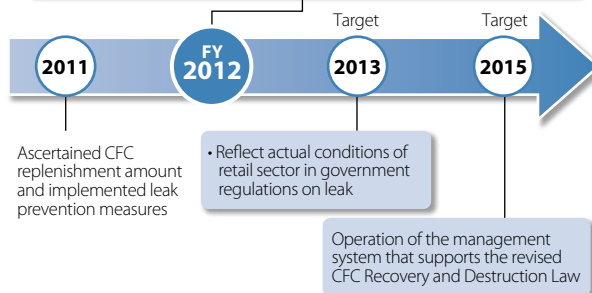 Target
Target
2011
FY
2012
2013
2015
Ascertained CFC
replenishment amount
and implemented leak
prevention measures
• Reflect actual conditions of
retail sector in government
regulations on leak
Operation of the management
system that supports the revised
CFC Recovery and Destruction Law